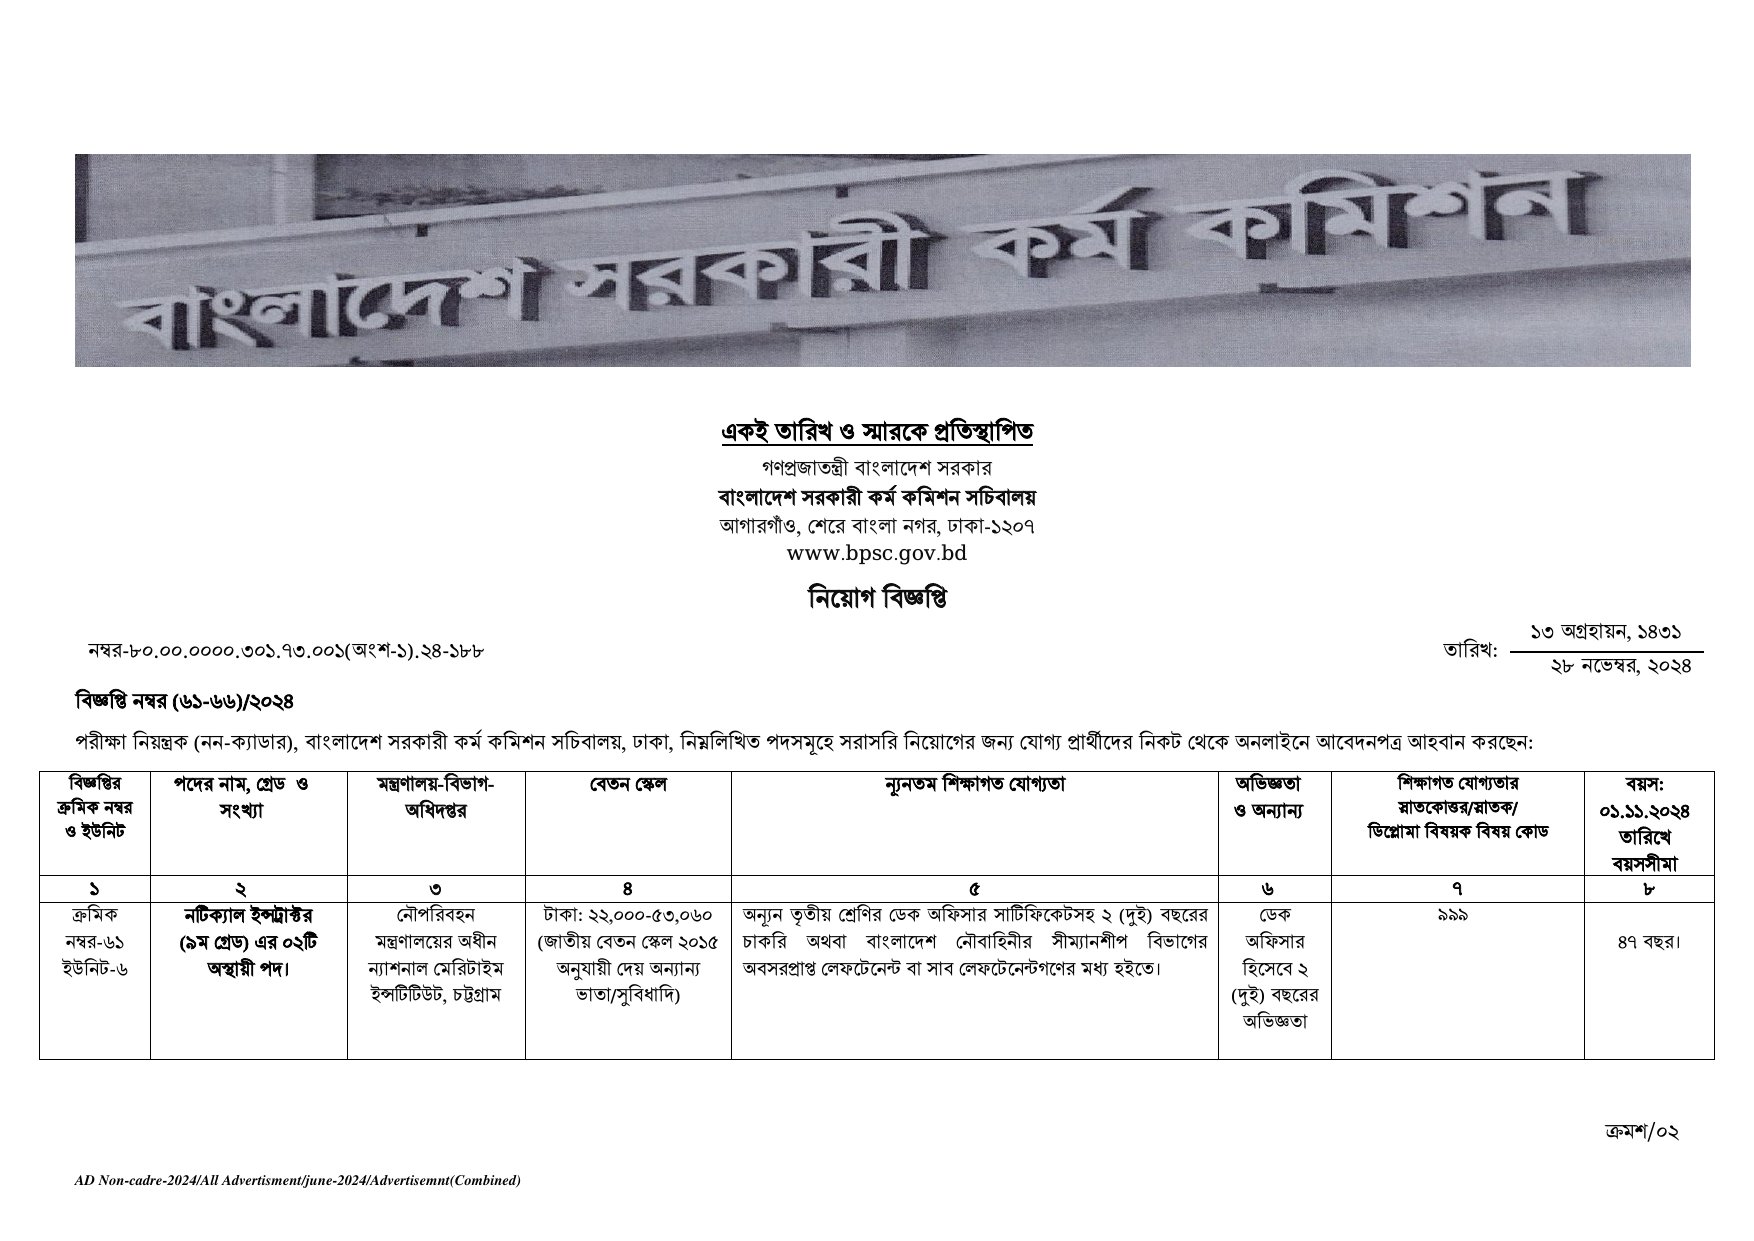 বাংলাদেশ সরকারী কর্ম কমিশন
একই তারিখ ও স্মারকে প্রতিস্থাপিত
গণপ্রজাতন্ত্রী বাংলাদেশ সরকার
বাংলাদেশ সরকারী কর্ম কমিশন সচিবালয়
আগারগাঁও, শেরে বাংলা নগর, ঢাকা-১২০৭
www.bpsc.gov.bd
নিয়োগ বিজ্ঞপ্তি
নম্বর-৮০.০০.০০০০.৩০১.৭৩.০০১(অংশ-১).২৪-১৮৮
তারিখ: ১৩ অগ্রহায়ন, ১৪৩১
২৮ নভেম্বর, ২০২৪
বিজ্ঞপ্তি নম্বর (৬১-৬৬)/২০২৪
পরীক্ষা নিয়ন্ত্রক (নন-ক্যাডার), বাংলাদেশ সরকারী কর্ম কমিশন সচিবালয়, ঢাকা, নিম্নলিখিত পদসমূহে সরাসরি নিয়োগের জন্য যোগ্য প্রার্থীদের নিকট থেকে অনলাইনে আবেদনপত্র আহবান করছেন:
বিজ্ঞপ্তির
ক্রমিক নম্বর
ও ইউনিট
পদের নাম, গ্রেড ও
সংখ্যা
মন্ত্রণালয়-বিভাগ-
অধিদপ্তর
বেতন স্কেল
ন্যূনতম শিক্ষাগত যোগ্যতা
অভিজ্ঞতা
ও অন্যান্য
শিক্ষাগত যোগ্যতার
স্নাতকোত্তর/স্নাতক/
ডিপ্লোমা বিষয়ক বিষয় কোড
বয়স:
০১.১১.২০২৪
তারিখে
বয়সসীমা
১ ২ ৩ ৪ ৫ ৬ ৭ ৮
ক্রমিক
নম্বর-৬১
ইউনিট-৬
নটিক্যাল ইন্সট্রাক্টর
(৯ম গ্রেড) এর ০২টি
অস্থায়ী পদ।
নৌপরিবহন
মন্ত্রণালয়ের অধীন
ন্যাশনাল মেরিটাইম
ইন্সটিটিউট, চট্টগ্রাম
টাকা: ২২,০০০-৫৩,০৬০
(জাতীয় বেতন স্কেল ২০১৫
অনুযায়ী দেয় অন্যান্য
ভাতা/সুবিধাদি)
অন্যূন তৃতীয় শ্রেণির ডেক অফিসার সার্টিফিকেটসহ ২ (দুই) বছরের
চাকরি অথবা বাংলাদেশ নৌবাহিনীর সীম্যানশীপ বিভাগের
অবসরপ্রাপ্ত লেফটেনেন্ট বা সাব লেফটেনেন্টগণের মধ্য হইতে।
ডেক
অফিসার
হিসেবে ২
(দুই) বছরের
অভিজ্ঞতা
৯৯৯
৪৭ বছর।
ক্রমশ/০২
AD Non-cadre-2024/All Advertisment/june-2024/Advertisemnt(Combined)